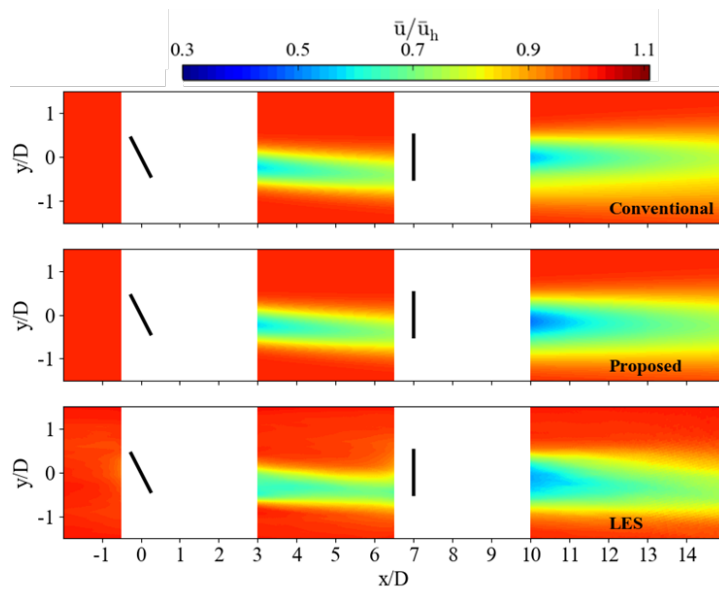 ū/ūₕ
0.3 0.5 0.7 0.9 1.1
1
0
-1
y/D
Conventional
1
0
-1
y/D
Proposed
1
0
-1
y/D
LES
-1 0 1 2 3 4 5 6 7 8 9 10 11 12 13 14
x/D